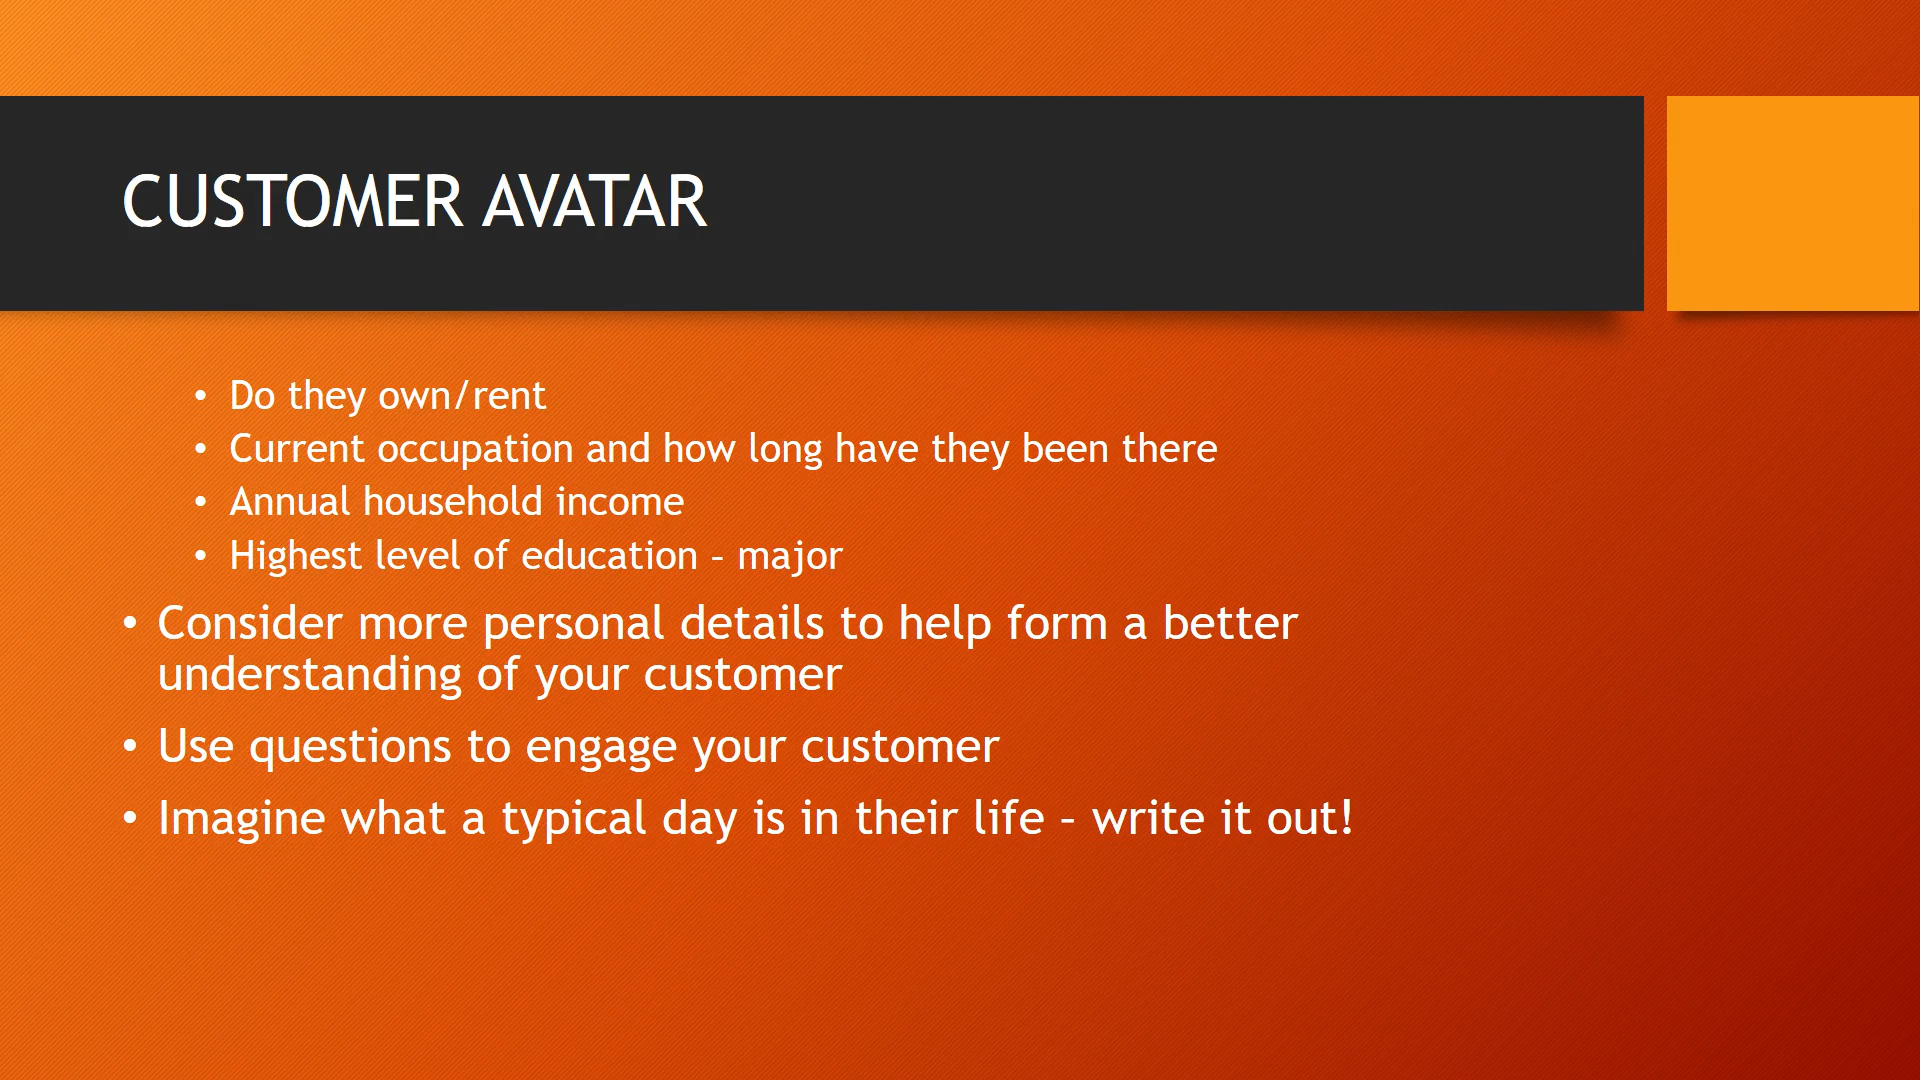 CUSTOMER AVATAR
• Do they own/rent
• Current occupation and how long have they been there
• Annual household income
• Highest level of education – major
• Consider more personal details to help form a better
understanding of your customer
• Use questions to engage your customer
• Imagine what a typical day is in their life – write it out!